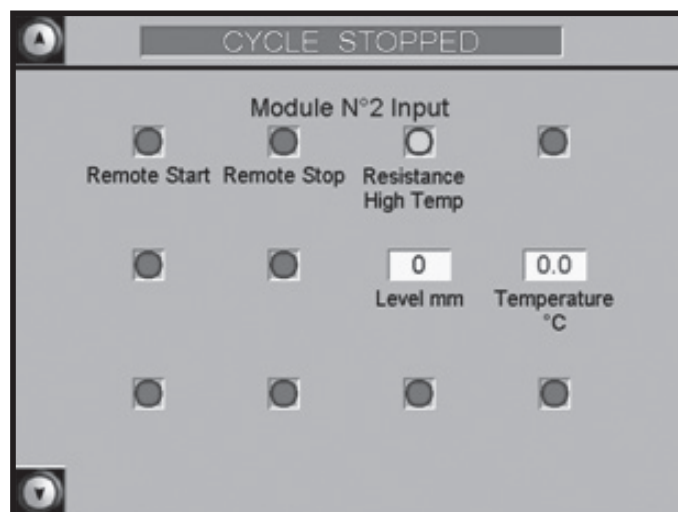 CYCLE STOPPED
Module N°2 Input
Remote Start Remote Stop Resistance
High Temp
0 0.0
Level mm Temperature
°C